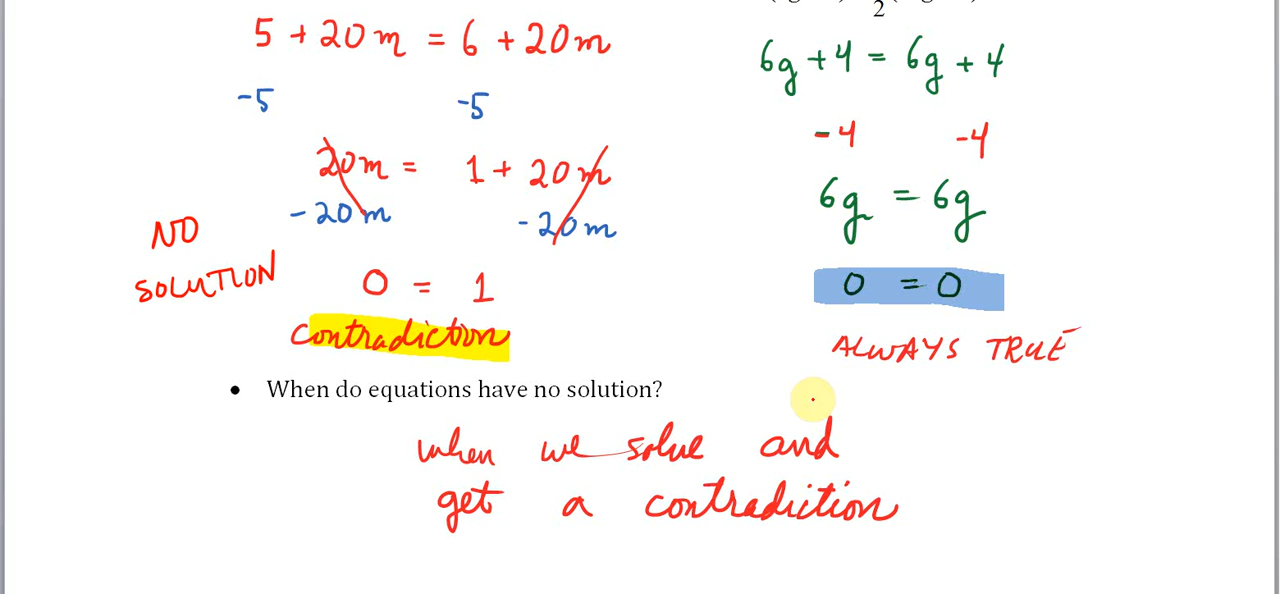 2
5 + 20m = 6 + 20m
-5 -5
20m = 1 + 20m
- 20m - 20m
NO
SOLUTION
0 = 1
contradiction
6g + 4 = 6g + 4
- 4 - 4
6g = 6g
0 = 0
ALWAYS TRUE
• When do equations have no solution?
when we solve and
get a contradiction